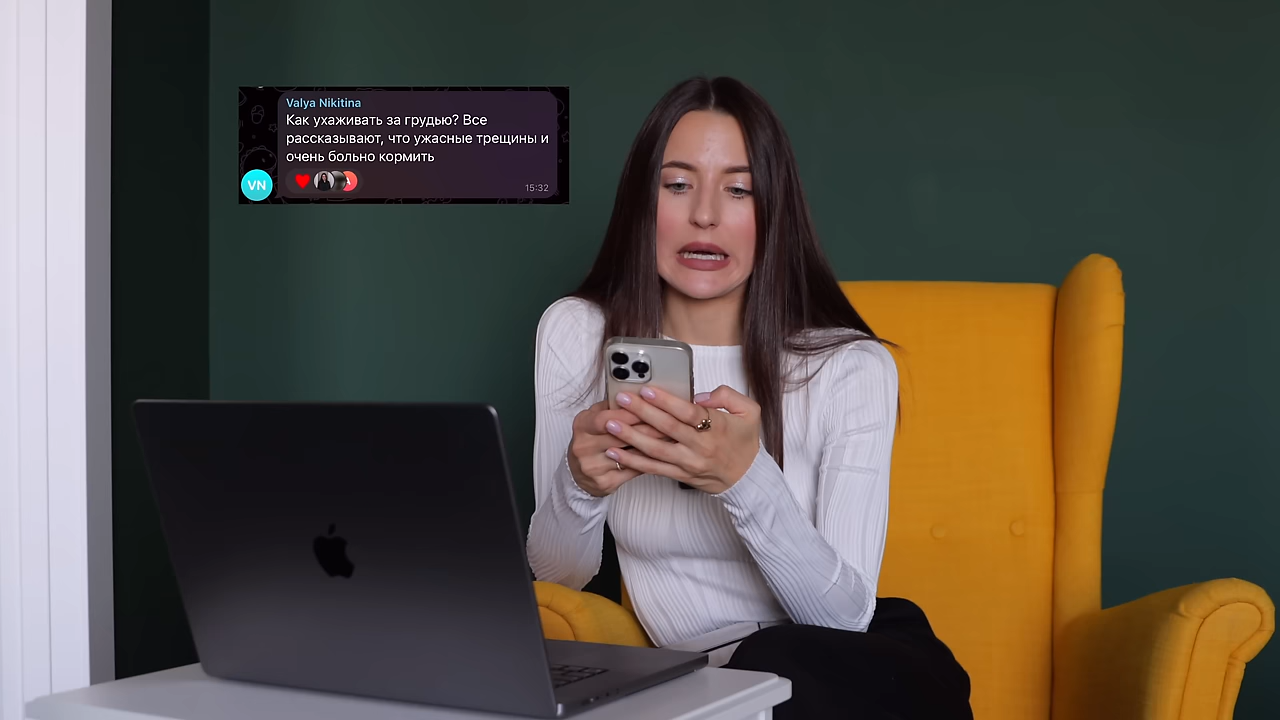 Valya Nikitina
Как ухаживать за грудью? Все
рассказывают, что ужасные трещины и
очень больно кормить
VN
15:32